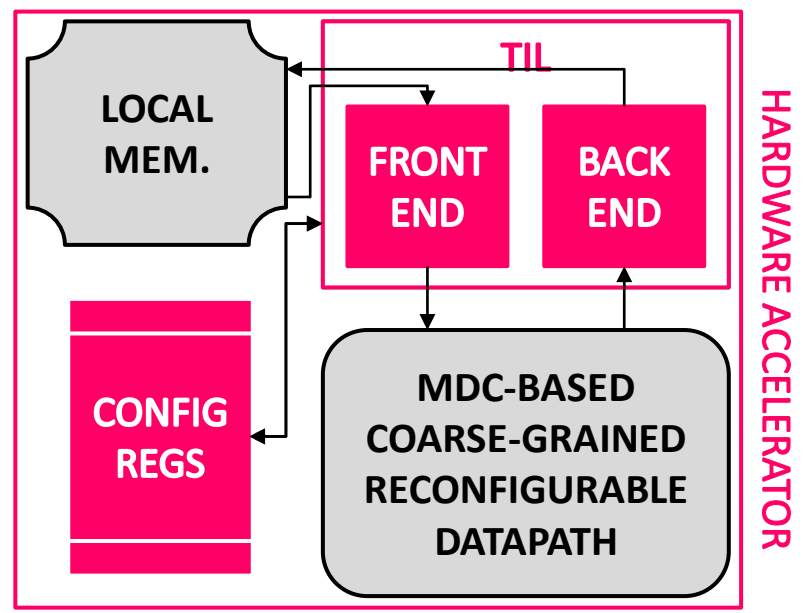 TIL
LOCAL
MEM.
FRONT
END
BACK
END
CONFIG
REGS
MDC-BASED
COARSE-GRAINED
RECONFIGURABLE
DATAPATH
HARDWARE ACCELERATOR